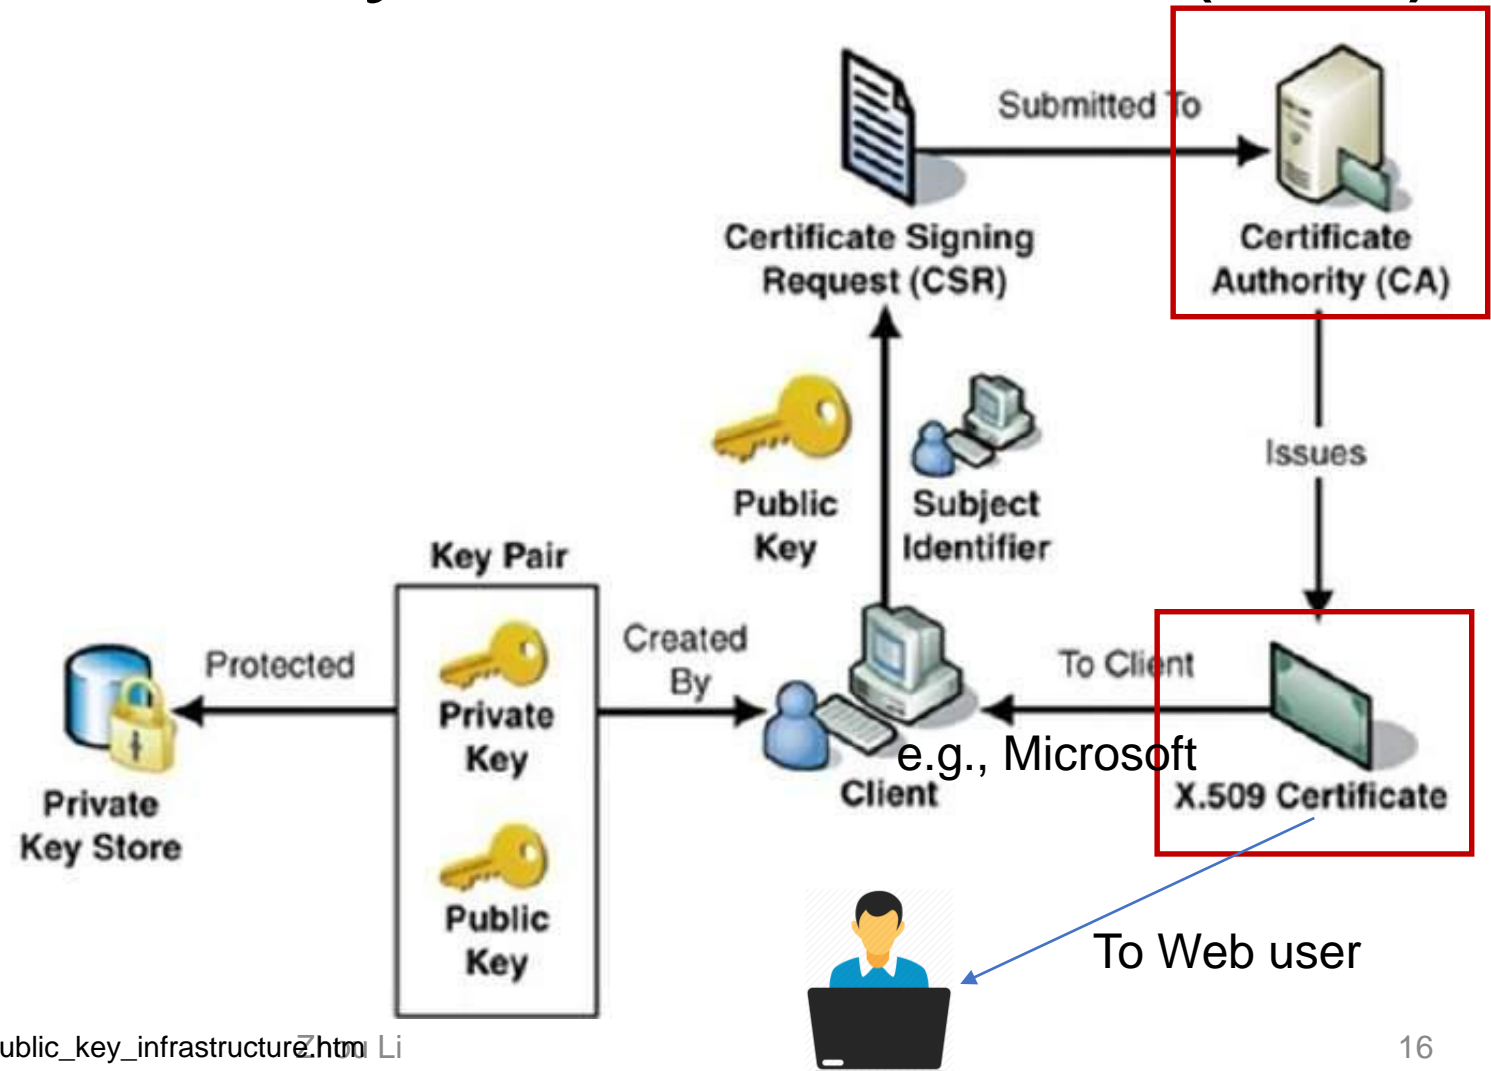 Submitted To
Certificate Signing
Request (CSR)
Certificate
Authority (CA)
Issues
Public
Key
Subject
Identifier
Key Pair
Protected
Private
Key
Created
By
To Client
e.g., Microsoft
Client
X.509 Certificate
Private
Key Store
Public
Key
To Web user
ublic_key_infrastructure.htm
Zhou Li
16